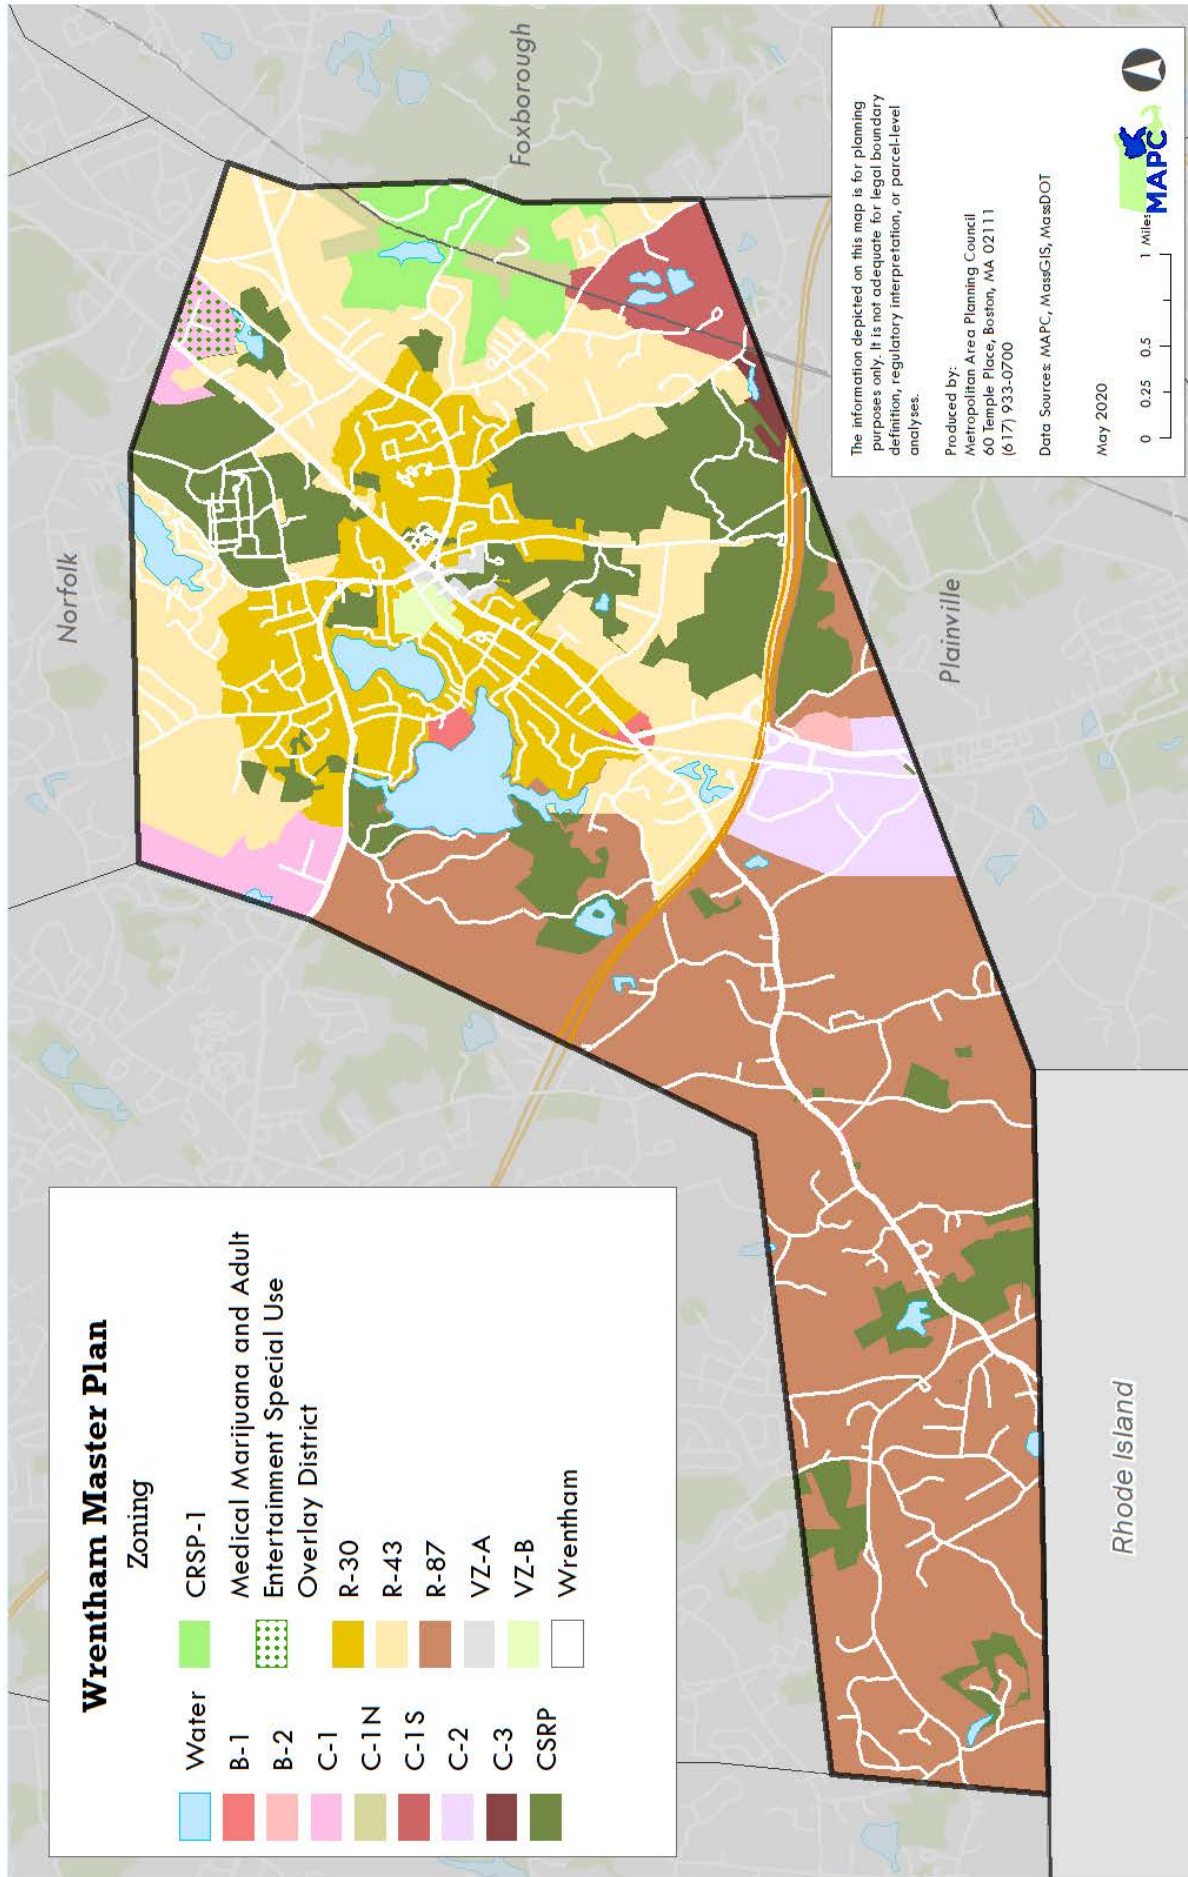 Wrentham Master Plan
Zoning
Water
B-1
B-2
C-1
C-1N
C-1S
C-2
C-3
CSRP
CRSP-1
Medical Marijuana and Adult
Entertainment Special Use
Overlay District
R-30
R-43
R-87
VZ-A
VZ-B
Wrentham
Norfolk
Foxborough
Plainville
Rhode Island
The information depicted on this map is for planning
purposes only. It is not adequate for legal boundary
definition, regulatory interpretation, or parcel-level
analyses.
Produced by:
Metropolitan Area Planning Council
60 Temple Place, Boston, MA 02111
(617) 933-0700
Data Sources: MAPC, MassGIS, MassDOT
May 2020
0 0.25 0.5 1 Miles
MAPC